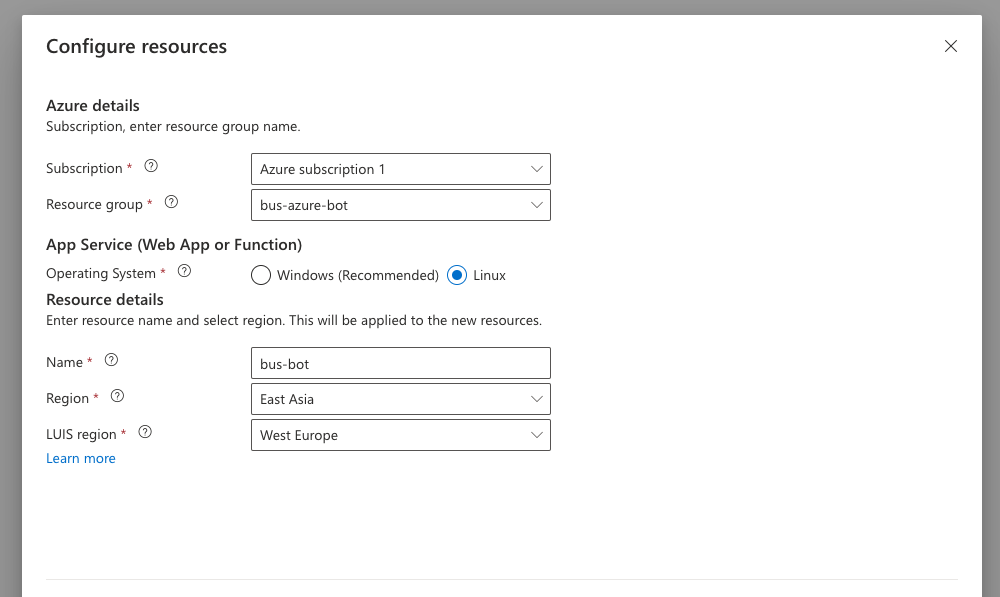 Configure resources
Azure details
Subscription, enter resource group name.
Subscription * Azure subscription 1
Resource group * bus-azure-bot
App Service (Web App or Function)
Operating System * Windows (Recommended) Linux
Resource details
Enter resource name and select region. This will be applied to the new resources.
Name * bus-bot
Region * East Asia
LUIS region * West Europe
Learn more